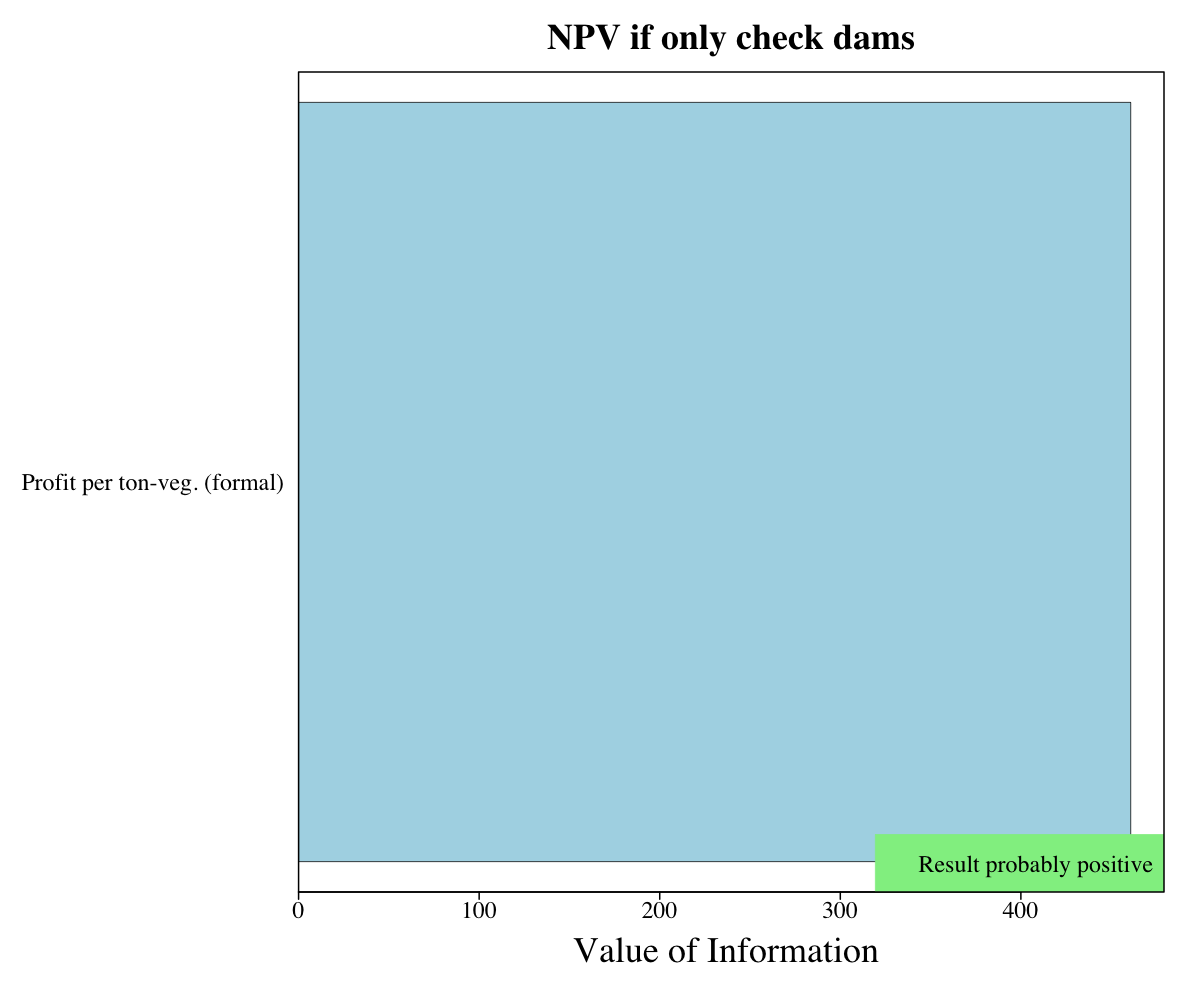 NPV if only check dams
Profit per ton-veg. (formal)
Result probably positive
0 100 200 300 400
Value of Information